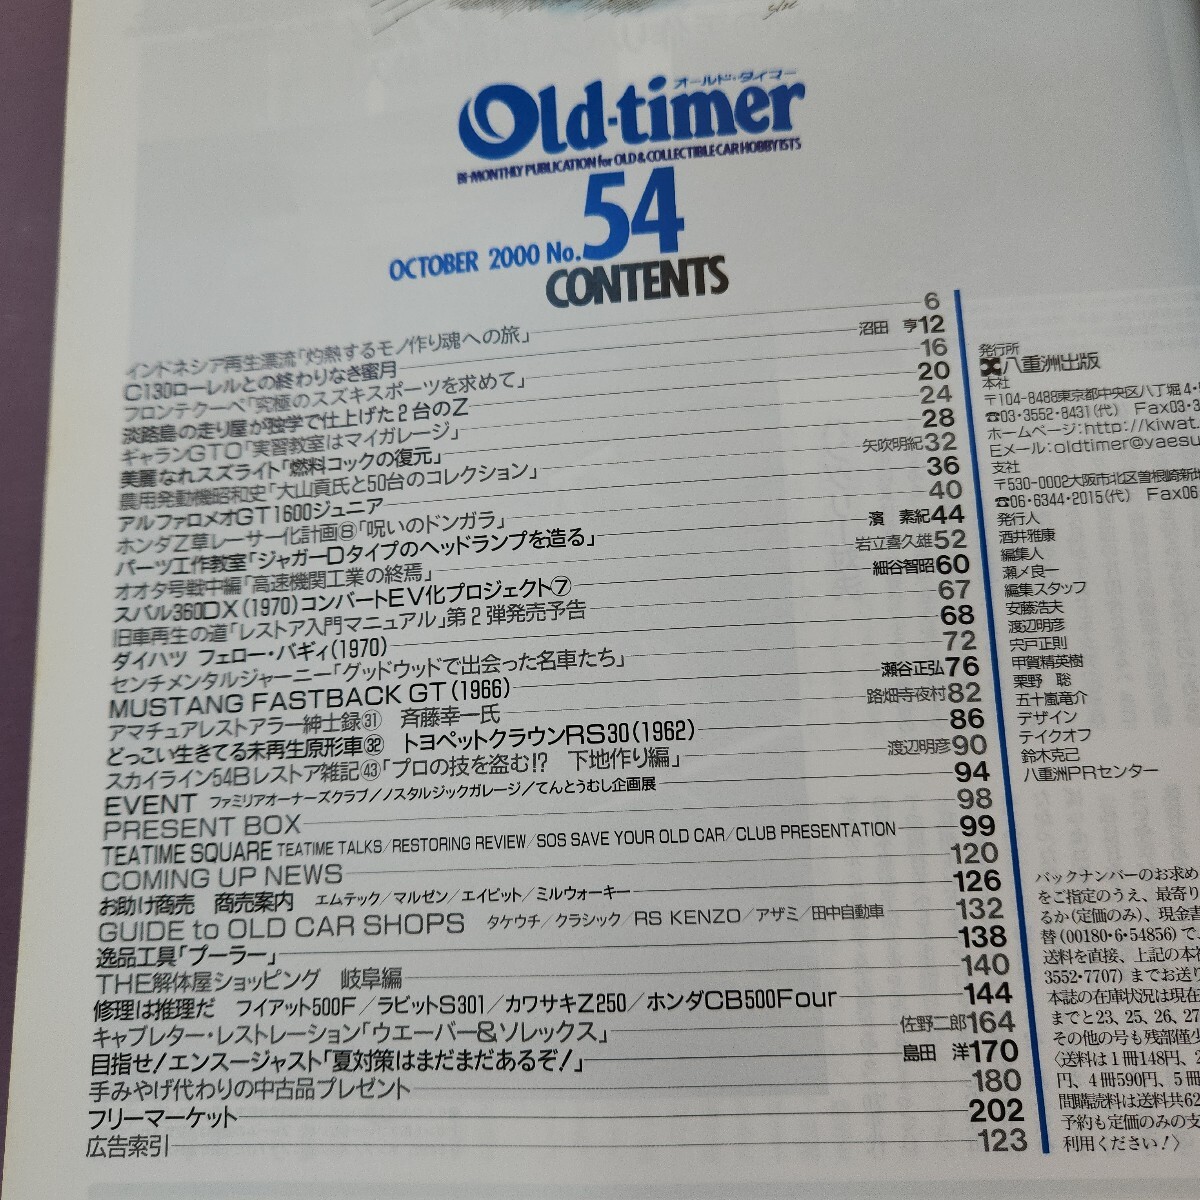 オールド・タイマー
Old-timer
BI-MONTHLY PUBLICATION for OLD & COLLECTIBLE CAR HOBBYISTS
OCTOBER 2000 No.54
CONTENTS
インドネシア再生漂流「灼熱するモノ作り魂への旅」 6
C130ローレルとの終わりなき蜜月 沼田 亨 12
フロンテクーペ「究極のスズキスポーツを求めて」 16
淡路島の走り屋が独学で仕上げた2台のZ 20
ギャランGTO「実習教室はマイガレージ」 24
美麗なれスズライト「燃料コックの復元」 28
農用発動機昭和史「大山貢氏と50台のコレクション」 矢吹明紀 32
アルファロメオGT1600ジュニア 36
ホンダZ草レーサー化計画⑧「呪いのドンガラ」 40
パーツ工作教室「ジャガーDタイプのヘッドランプを造る」 濱 素紀 44
オオタ号戦中編「高速機関工業の終焉」 岩立喜久雄 52
スバル360DX(1970)コンバートEV化プロジェクト⑦ 細谷智昭 60
旧車再生の道「レストア入門マニュアル」第2弾発売予告 67
ダイハツ フェロー・バギィ(1970) 68
センチメンタルジャーニー「グッドウッドで出会った名車たち」 72
MUSTANG FASTBACK GT(1966) 瀬谷正弘 76
アマチュアレストアラー紳士録㉛ 斉藤幸一氏 路畑寺夜村 82
どっこい生きてる未再生原形車㉜ トヨペットクラウンRS30(1962) 86
スカイライン54Bレストア雑記㊸「プロの技を盗む!? 下地作り編」 渡辺明彦 90
EVENT ファミリアオーナーズクラブ/ノスタルジックガレージ/てんとうむし企画展 94
PRESENT BOX 98
TEATIME SQUARE TEATIME TALKS/RESTORING REVIEW/SOS SAVE YOUR OLD CAR/CLUB PRESENTATION 99
COMING UP NEWS 120
お助け商売 商売案内 エムテック/マルゼン/エイビット/ミルウォーキー 126
GUIDE to OLD CAR SHOPS タケウチ/クラシック/RS KENZO/アザミ/田中自動車 132
逸品工具「プーラー」 138
THE解体屋ショッピング 岐阜編 140
修理は推理だ フイアット500F/ラビットS301/カワサキZ250/ホンダCB500Four 144
キャブレター・レストレーション「ウエーバー&ソレックス」 佐野二郎 164
目指せ!エンスージャスト「夏対策はまだまだあるぞ!」 島田 洋 170
手みやげ代わりの中古品プレゼント 180
フリーマーケット 202
広告索引 123
発行所
八重洲出版
本社
〒104-8488東京都中央区八丁堀4-
☎03・3552・8431(代) Fax03・3
ホームページ:http://kiwat.
Eメール:oldtimer@yaesu
支社
〒530-0002大阪市北区曽根崎新地
☎06・6344・2015(代) Fax06
発行人
酒井雅康
編集人
瀬〆良一
編集スタッフ
安藤浩夫
渡辺明彦
宍戸正則
甲賀精英樹
栗野 聡
五十嵐竜介
デザイン
テイクオフ
鈴木克己
八重洲PRセンター
バックナンバーのお求め
をご指定のうえ、最寄り
るか(定価のみ)、現金書
替(00180・6・54856)で、
送料を直接、上記の本社
3552・7707)までお送り
本誌の在庫状況は現在
までと23、25、26、27
その他の号も残部僅少
〈送料は1冊148円、2
円、4冊590円、5冊
間購読料は送料共62
予約も定価のみの支
利用ください!〉